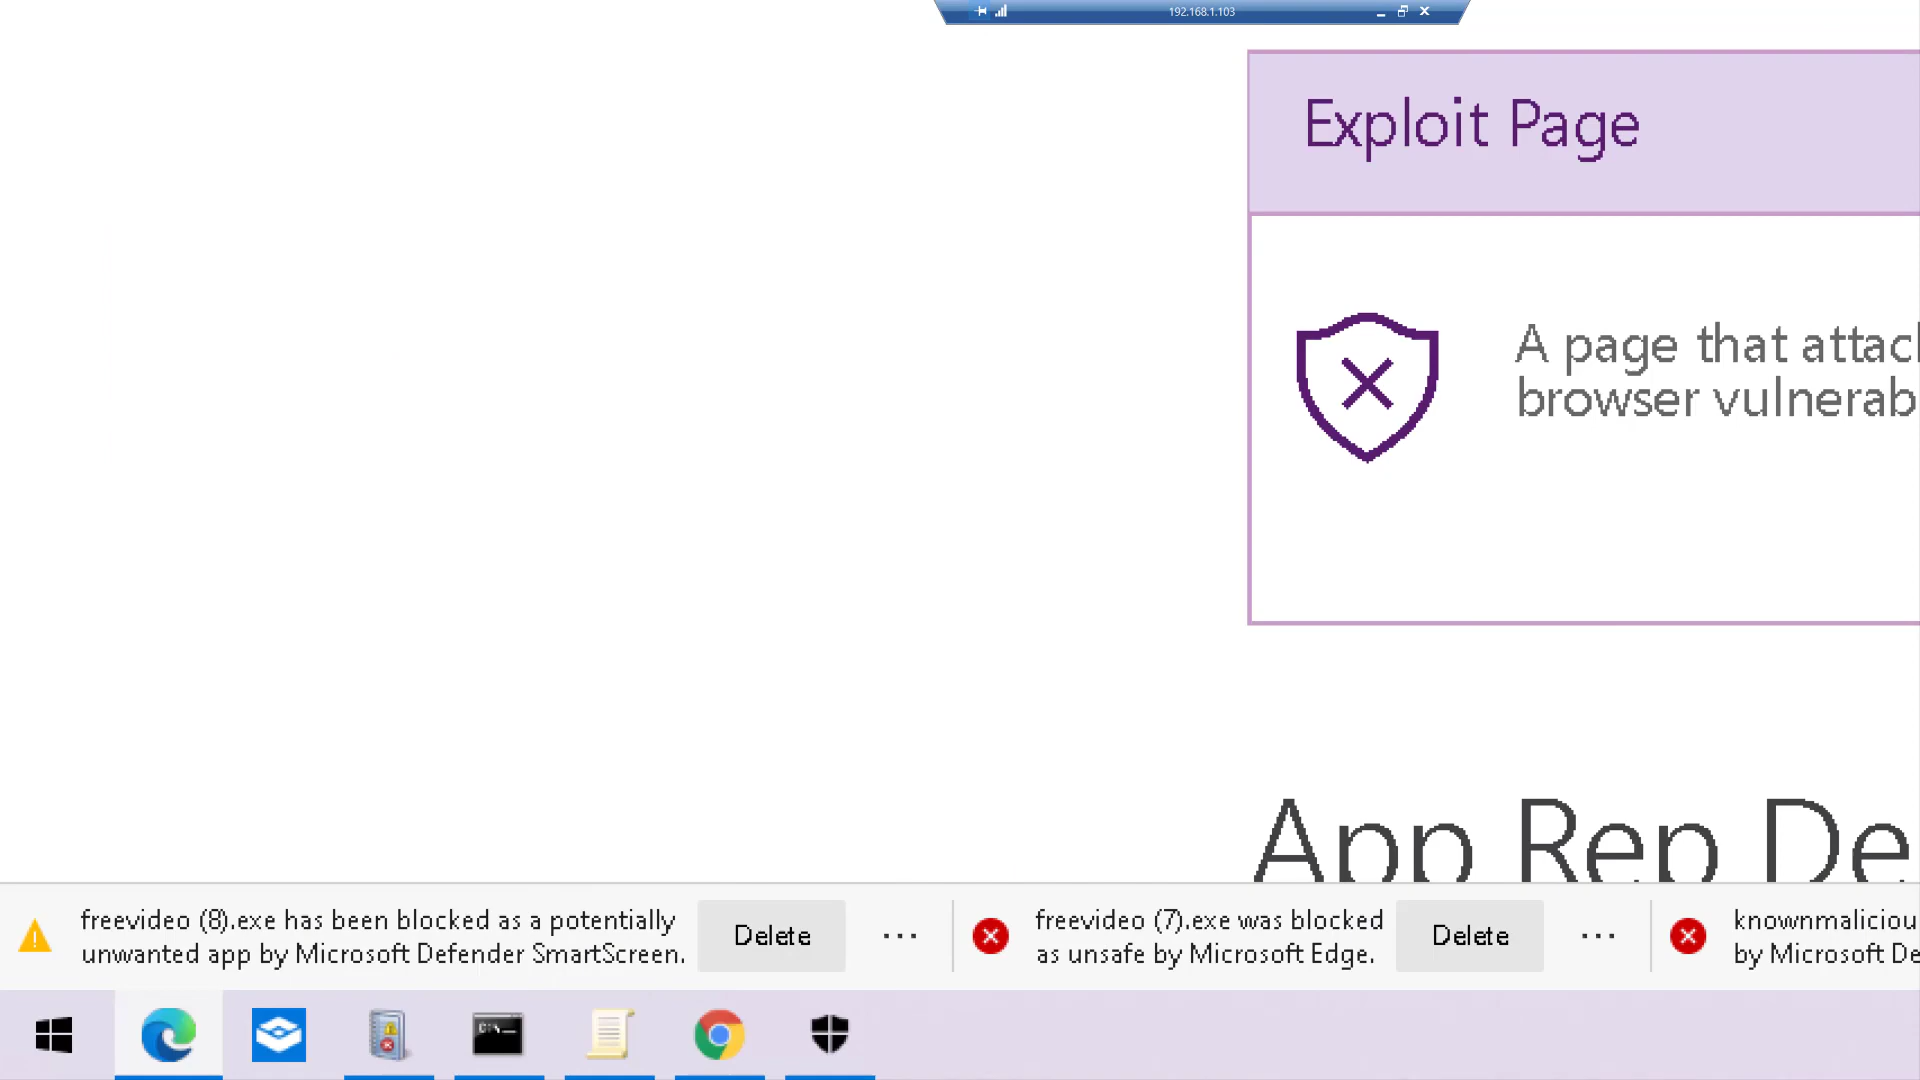 192.168.1.103
Exploit Page
A page that attac
browser vulnerab
App Rep De
freevideo (8).exe has been blocked as a potentially
unwanted app by Microsoft Defender SmartScreen.
Delete
freevideo (7).exe was blocked
as unsafe by Microsoft Edge.
Delete
knownmaliciou
by Microsoft De